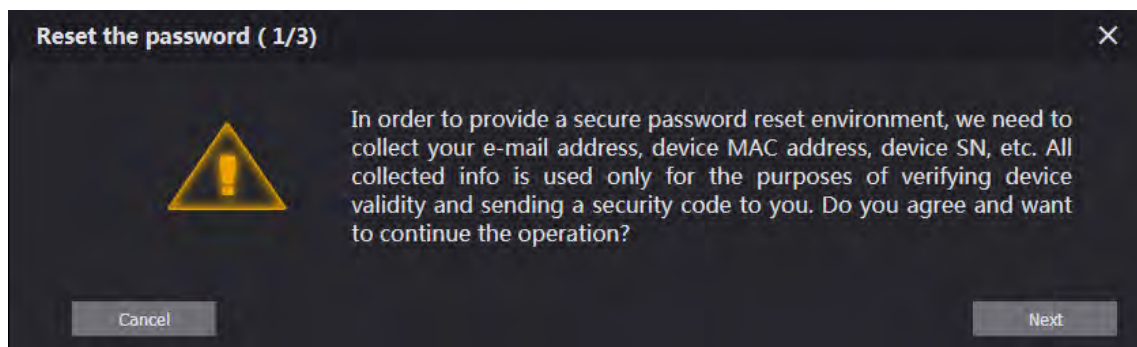 Reset the password ( 1/3)
In order to provide a secure password reset environment, we need to
collect your e-mail address, device MAC address, device SN, etc. All
collected info is used only for the purposes of verifying device
validity and sending a security code to you. Do you agree and want
to continue the operation?
Cancel
Next